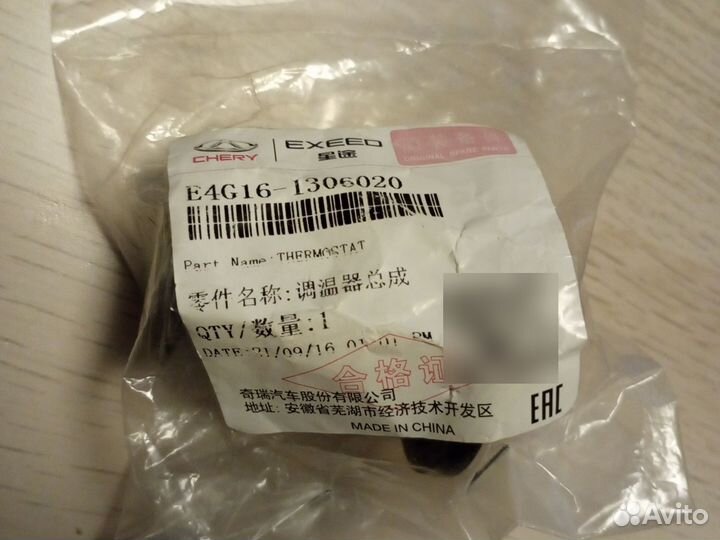 CHERY EXEED 星途
ORIGINAL SPARE PARTS
E4G16-1306020
Part Name:THERMOSTAT
零件名称:调温器总成
QTY/数量:1
DATE:21/09/16 01
合格证
奇瑞汽车股份有限公司
地址: 安徽省芜湖市经济技术开发区
MADE IN CHINA
EAC
Avito